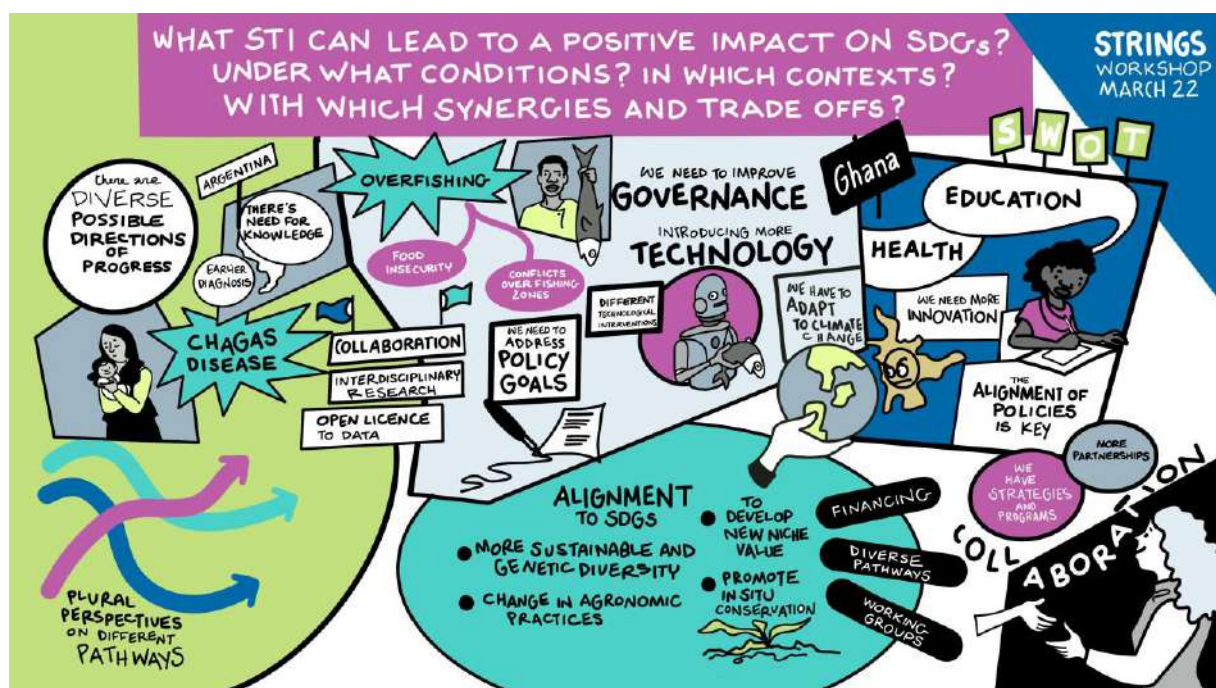 WHAT STI CAN LEAD TO A POSITIVE IMPACT ON SDGs?
UNDER WHAT CONDITIONS? IN WHICH CONTEXTS?
WITH WHICH SYNERGIES AND TRADE OFFS?
STRINGS
WORKSHOP
MARCH 22
there are
DIVERSE
POSSIBLE
DIRECTIONS
OF
PROGRESS
ARGENTINA
THERE'S
NEED FOR
KNOWLEDGE
EARLIER
DIAGNOSIS
CHAGAS
DISEASE
COLLABORATION
INTERDISCIPLINARY
RESEARCH
OPEN LICENCE
TO DATA
PLURAL
PERSPECTIVES
ON DIFFERENT
PATHWAYS
OVERFISHING
FOOD
INSECURITY
CONFLICTS
OVER FISHING
ZONES
WE NEED TO
ADDRESS
POLICY
GOALS
WE NEED TO IMPROVE
GOVERNANCE
INTRODUCING MORE
TECHNOLOGY
DIFFERENT
TECHNOLOGICAL
INTERVENTIONS
WE HAVE TO
ADAPT
TO CLIMATE
CHANGE
Ghana
SWOT
EDUCATION
HEALTH
WE NEED MORE
INNOVATION
THE
ALIGNMENT OF
POLICIES
IS KEY
MORE
PARTNERSHIPS
WE
HAVE
STRATEGIES
AND
PROGRAMS
COLLABORATION
ALIGNMENT
TO SDGS
MORE SUSTAINABLE AND
GENETIC DIVERSITY
CHANGE IN AGRONOMIC
PRACTICES
TO
DEVELOP
NEW NICHE
VALUE
PROMOTE
IN SITU
CONSERVATION
FINANCING
DIVERSE
PATHWAYS
WORKING
GROUPS